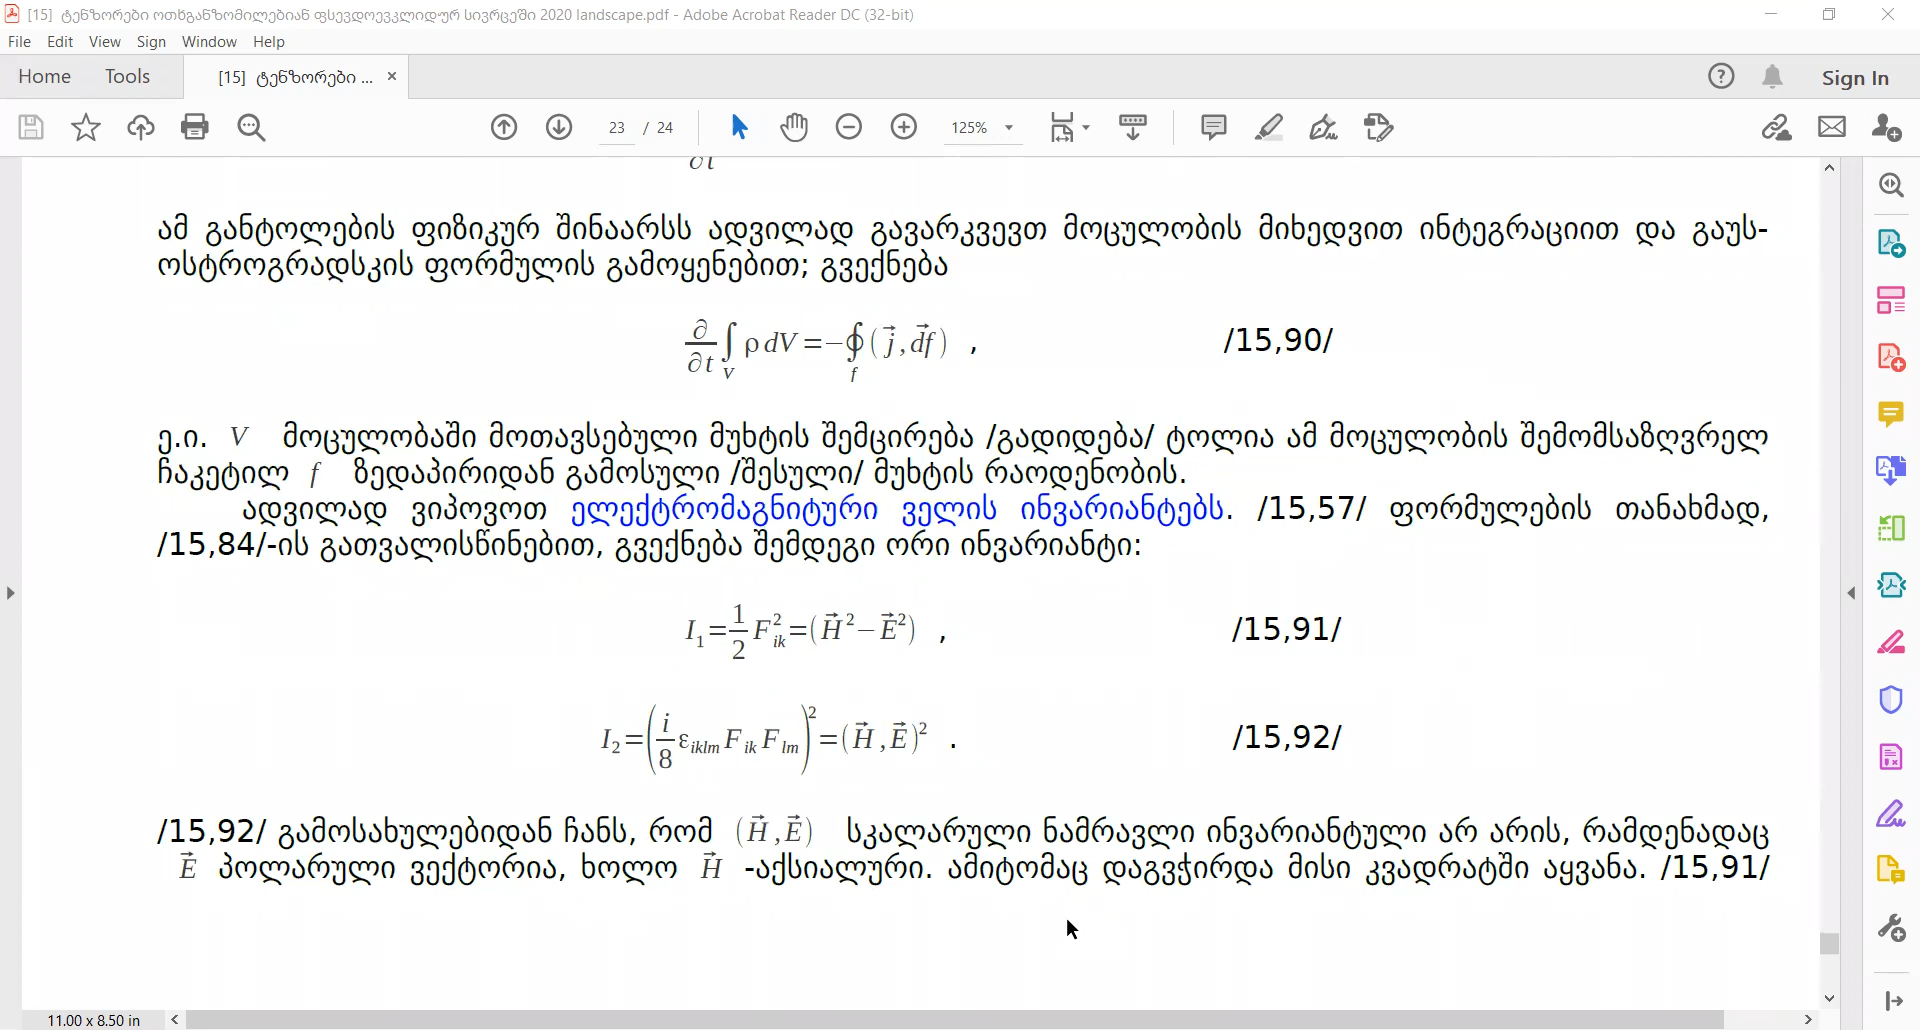 [15] ტენზორები ოთხგანზომილებიან ფსევდოევკლიდურ სივრცეში 2020 landscape.pdf - Adobe Acrobat Reader DC (32-bit)
File Edit View Sign Window Help
Home Tools [15] ტენზორები ... × Sign In
23 / 24 125%
∂t
ამ განტოლების ფიზიკურ შინაარსს ადვილად გავარკვევთ მოცულობის მიხედვით ინტეგრაციით და გაუს-
ოსტროგრადსკის ფორმულის გამოყენებით; გვექნება
∂/∂t ∫_V ρ dV = −∮_f (j⃗, df⃗) , /15,90/
ე.ი. V მოცულობაში მოთავსებული მუხტის შემცირება /გადიდება/ ტოლია ამ მოცულობის შემომსაზღვრელ
ჩაკეტილ f ზედაპირიდან გამოსული /შესული/ მუხტის რაოდენობის.
ადვილად ვიპოვოთ ელექტრომაგნიტური ველის ინვარიანტებს. /15,57/ ფორმულების თანახმად,
/15,84/-ის გათვალისწინებით, გვექნება შემდეგი ორი ინვარიანტი:
I₁ = 1/2 F²_ik = (H⃗² − E⃗²) , /15,91/
I₂ = (i/8 ε_iklm F_ik F_lm)² = (H⃗, E⃗)² . /15,92/
/15,92/ გამოსახულებიდან ჩანს, რომ (H⃗, E⃗) სკალარული ნამრავლი ინვარიანტული არ არის, რამდენადაც
E⃗ პოლარული ვექტორია, ხოლო H⃗ -აქსიალური. ამიტომაც დაგვჭირდა მისი კვადრატში აყვანა. /15,91/
11.00 x 8.50 in